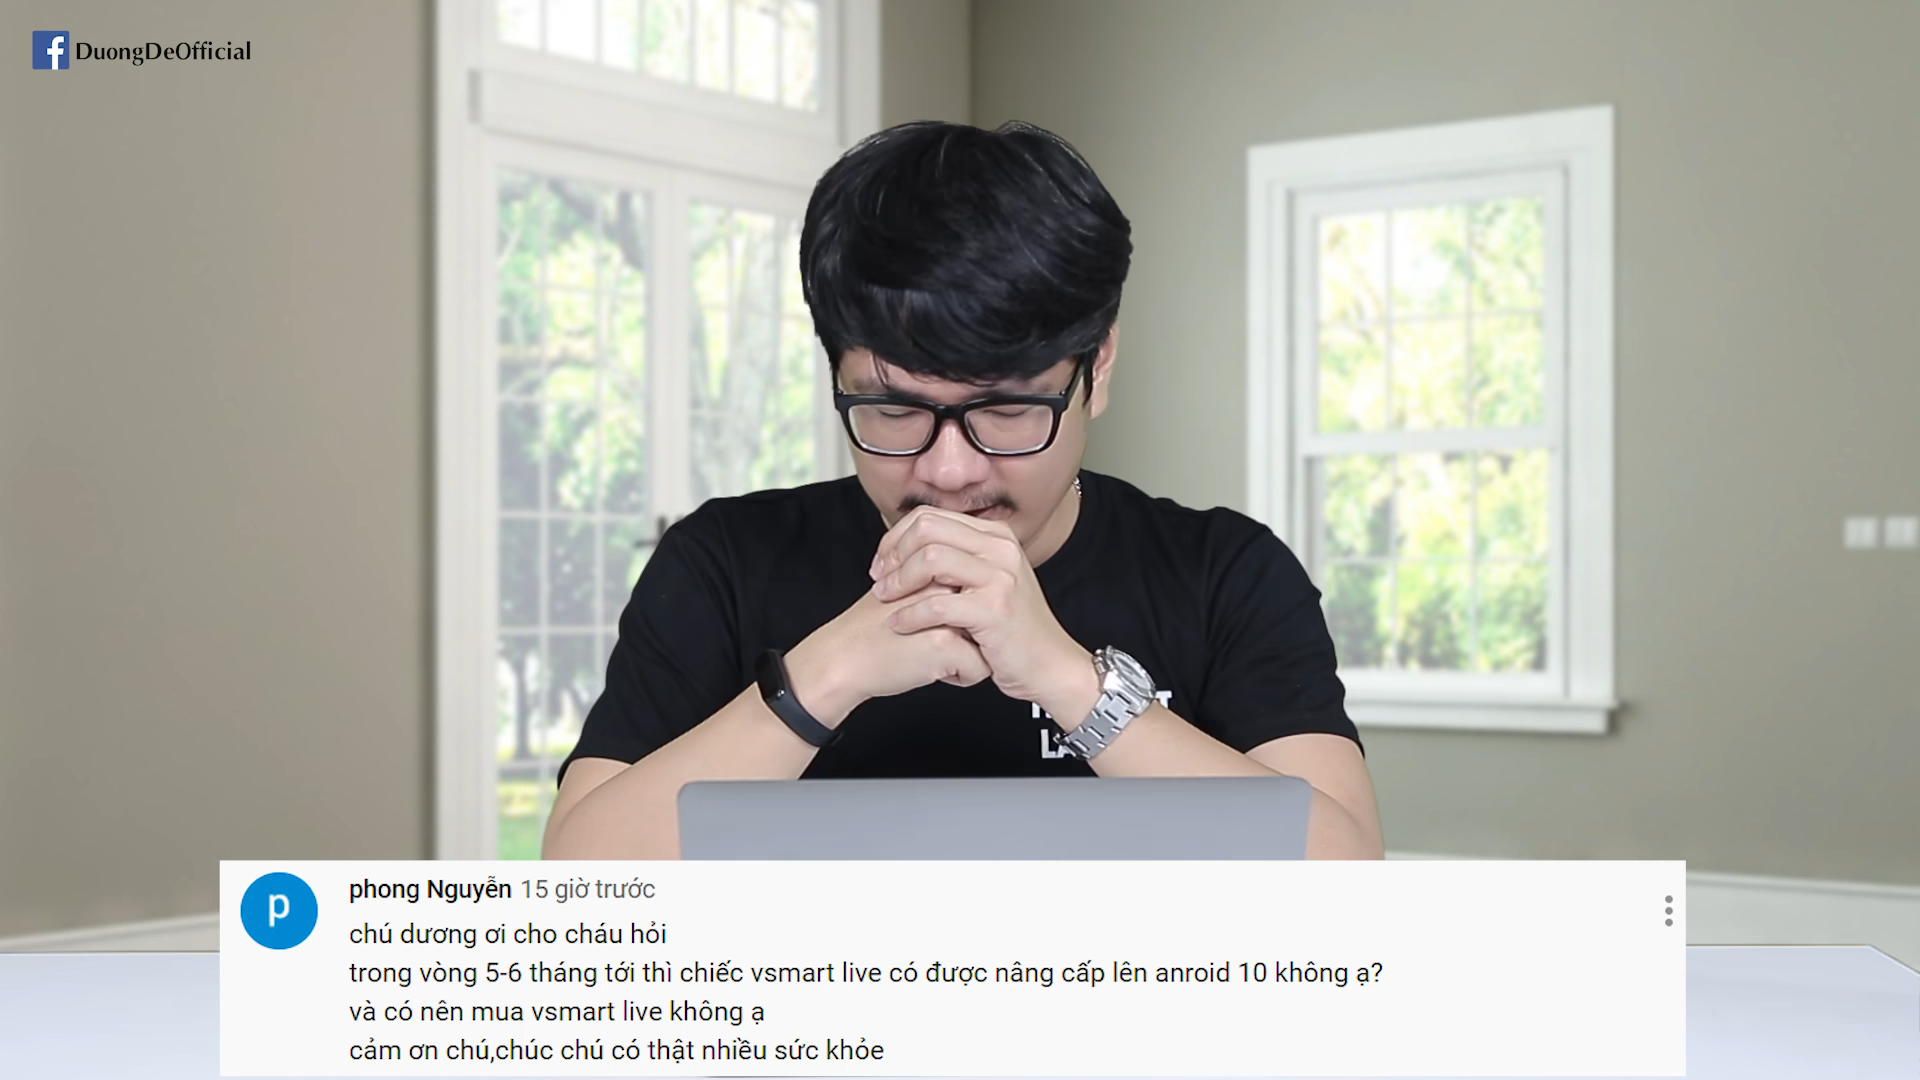 DuongDeOfficial
phong Nguyễn 15 giờ trước
p
chú dương ơi cho cháu hỏi
trong vòng 5-6 tháng tới thì chiếc vsmart live có được nâng cấp lên anroid 10 không ạ?
và có nên mua vsmart live không ạ
cảm ơn chú,chúc chú có thật nhiều sức khỏe